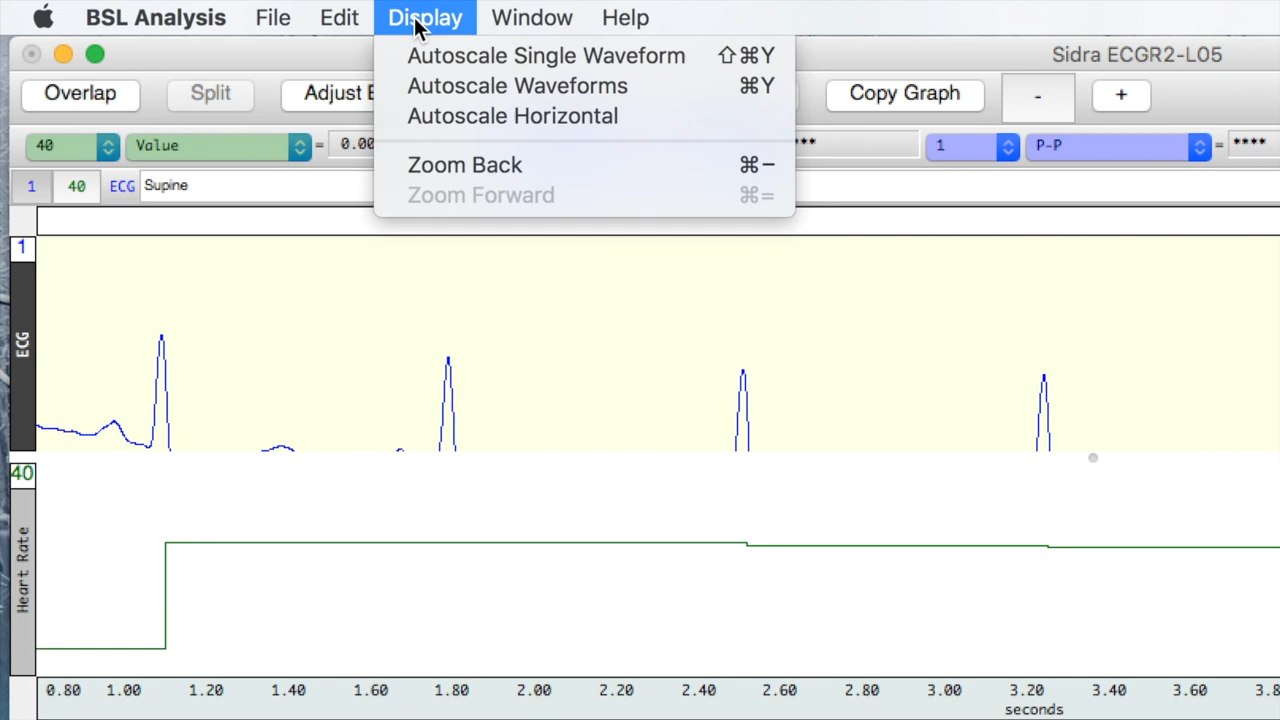 BSL Analysis File Edit Display Window Help
Sidra ECGR2-L05
Autoscale Single Waveform ⇧⌘Y
Autoscale Waveforms ⌘Y
Autoscale Horizontal
Zoom Back ⌘−
Zoom Forward ⌘=
Overlap Split Adjust Copy Graph - +
40 Value = 0.00 ** 1 P-P = ****
1 40 ECG Supine
1
ECG
40
Heart Rate
0.80 1.00 1.20 1.40 1.60 1.80 2.00 2.20 2.40 2.60 2.80 3.00 3.20 3.40 3.60 3.8
seconds